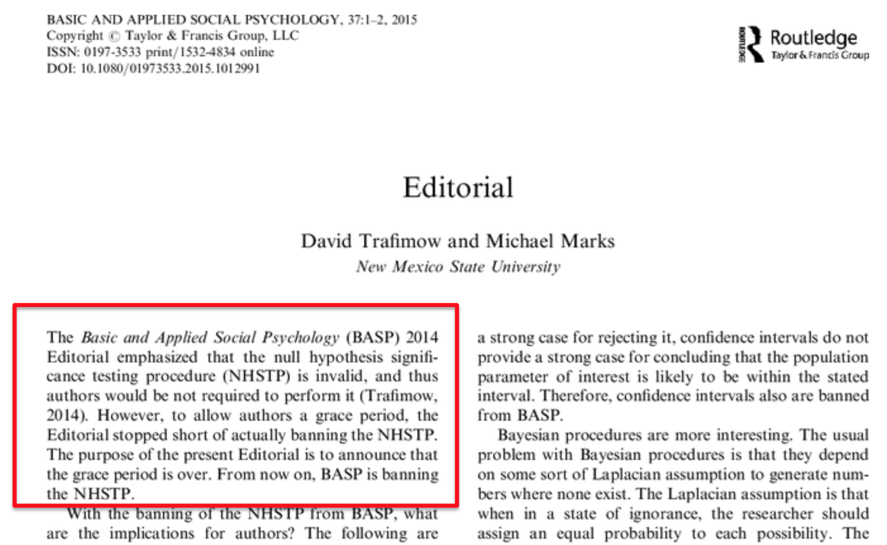 BASIC AND APPLIED SOCIAL PSYCHOLOGY, 37:1–2, 2015
Copyright © Taylor & Francis Group, LLC
ISSN: 0197-3533 print/1532-4834 online
DOI: 10.1080/01973533.2015.1012991
ROUTLEDGE
Routledge
Taylor & Francis Group
Editorial
David Trafimow and Michael Marks
New Mexico State University
The Basic and Applied Social Psychology (BASP) 2014
Editorial emphasized that the null hypothesis signifi-
cance testing procedure (NHSTP) is invalid, and thus
authors would be not required to perform it (Trafimow,
2014). However, to allow authors a grace period, the
Editorial stopped short of actually banning the NHSTP.
The purpose of the present Editorial is to announce that
the grace period is over. From now on, BASP is banning
the NHSTP.
With the banning of the NHSTP from BASP, what
are the implications for authors? The following are
a strong case for rejecting it, confidence intervals do not
provide a strong case for concluding that the population
parameter of interest is likely to be within the stated
interval. Therefore, confidence intervals also are banned
from BASP.
Bayesian procedures are more interesting. The usual
problem with Bayesian procedures is that they depend
on some sort of Laplacian assumption to generate num-
bers where none exist. The Laplacian assumption is that
when in a state of ignorance, the researcher should
assign an equal probability to each possibility. The